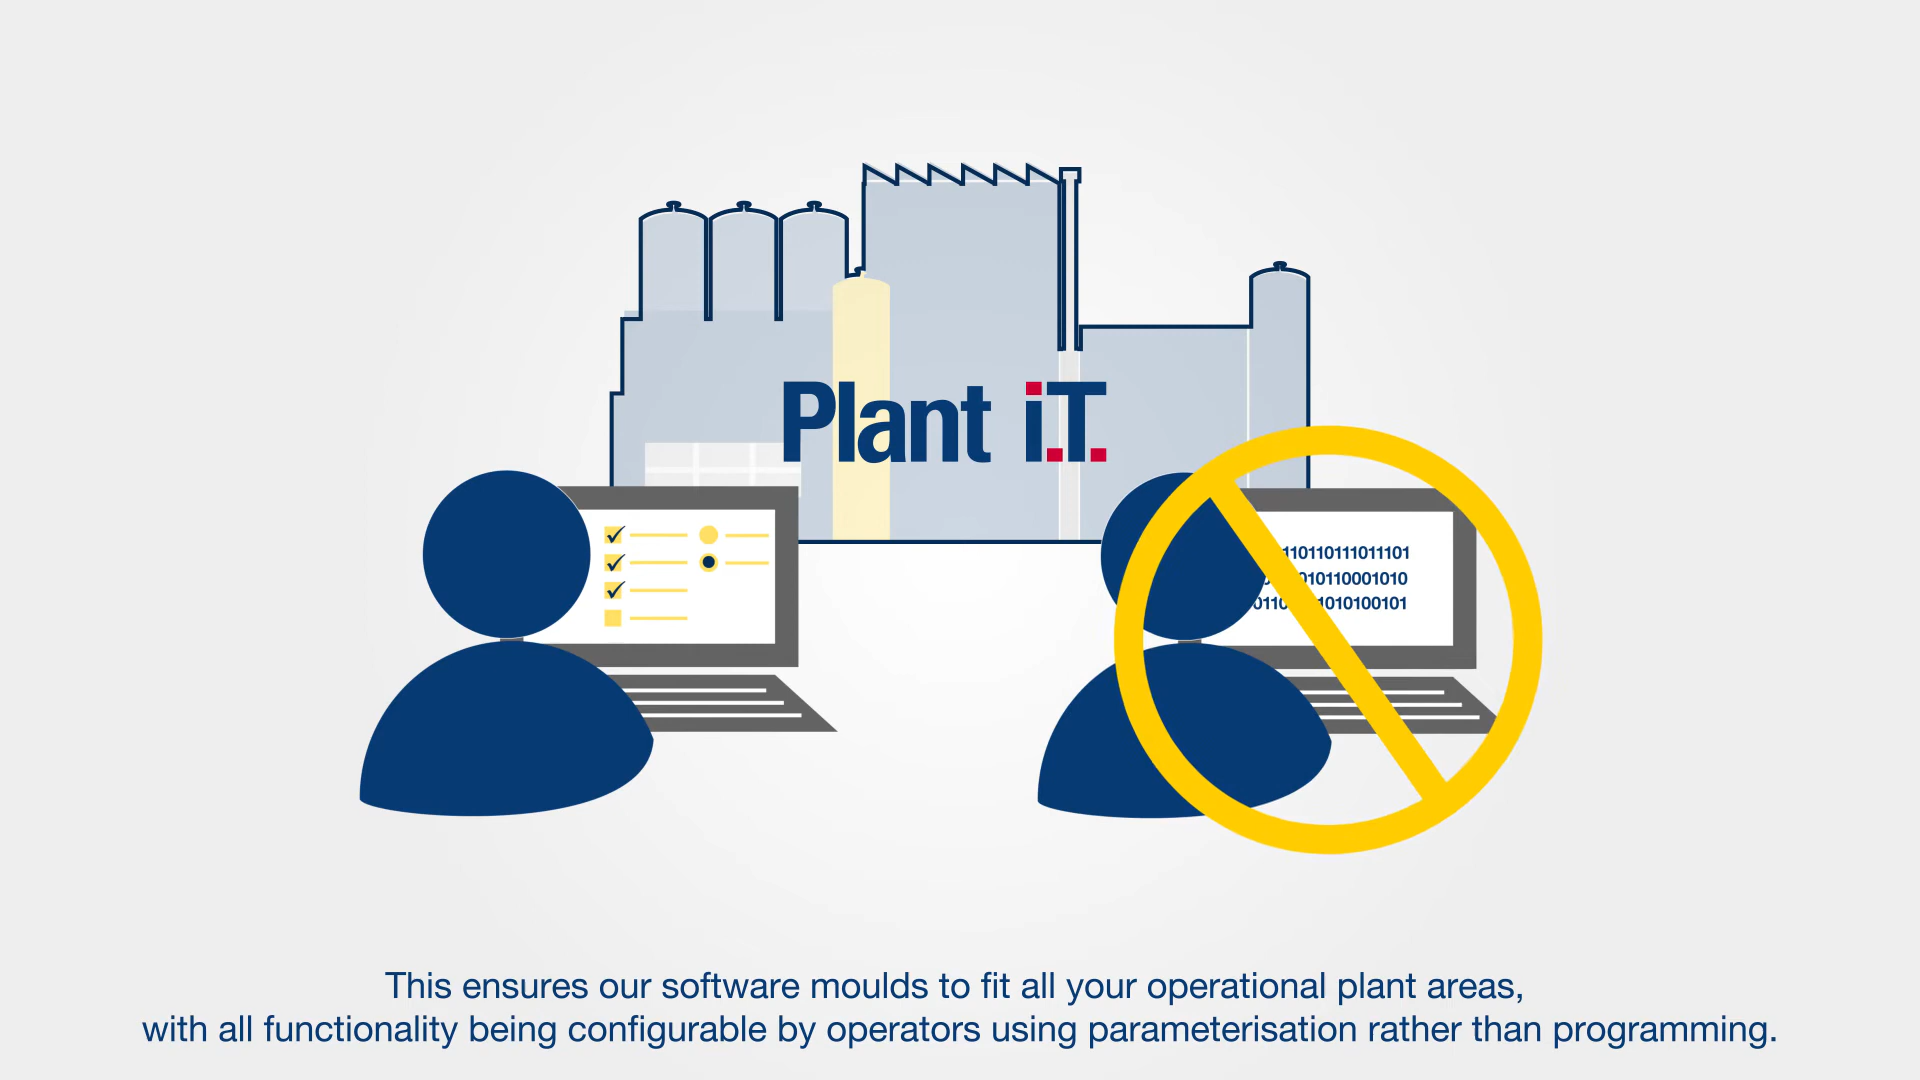 Plant i.T.
110110111011101
010110001010
0110 1010100101
This ensures our software moulds to fit all your operational plant areas,
with all functionality being configurable by operators using parameterisation rather than programming.